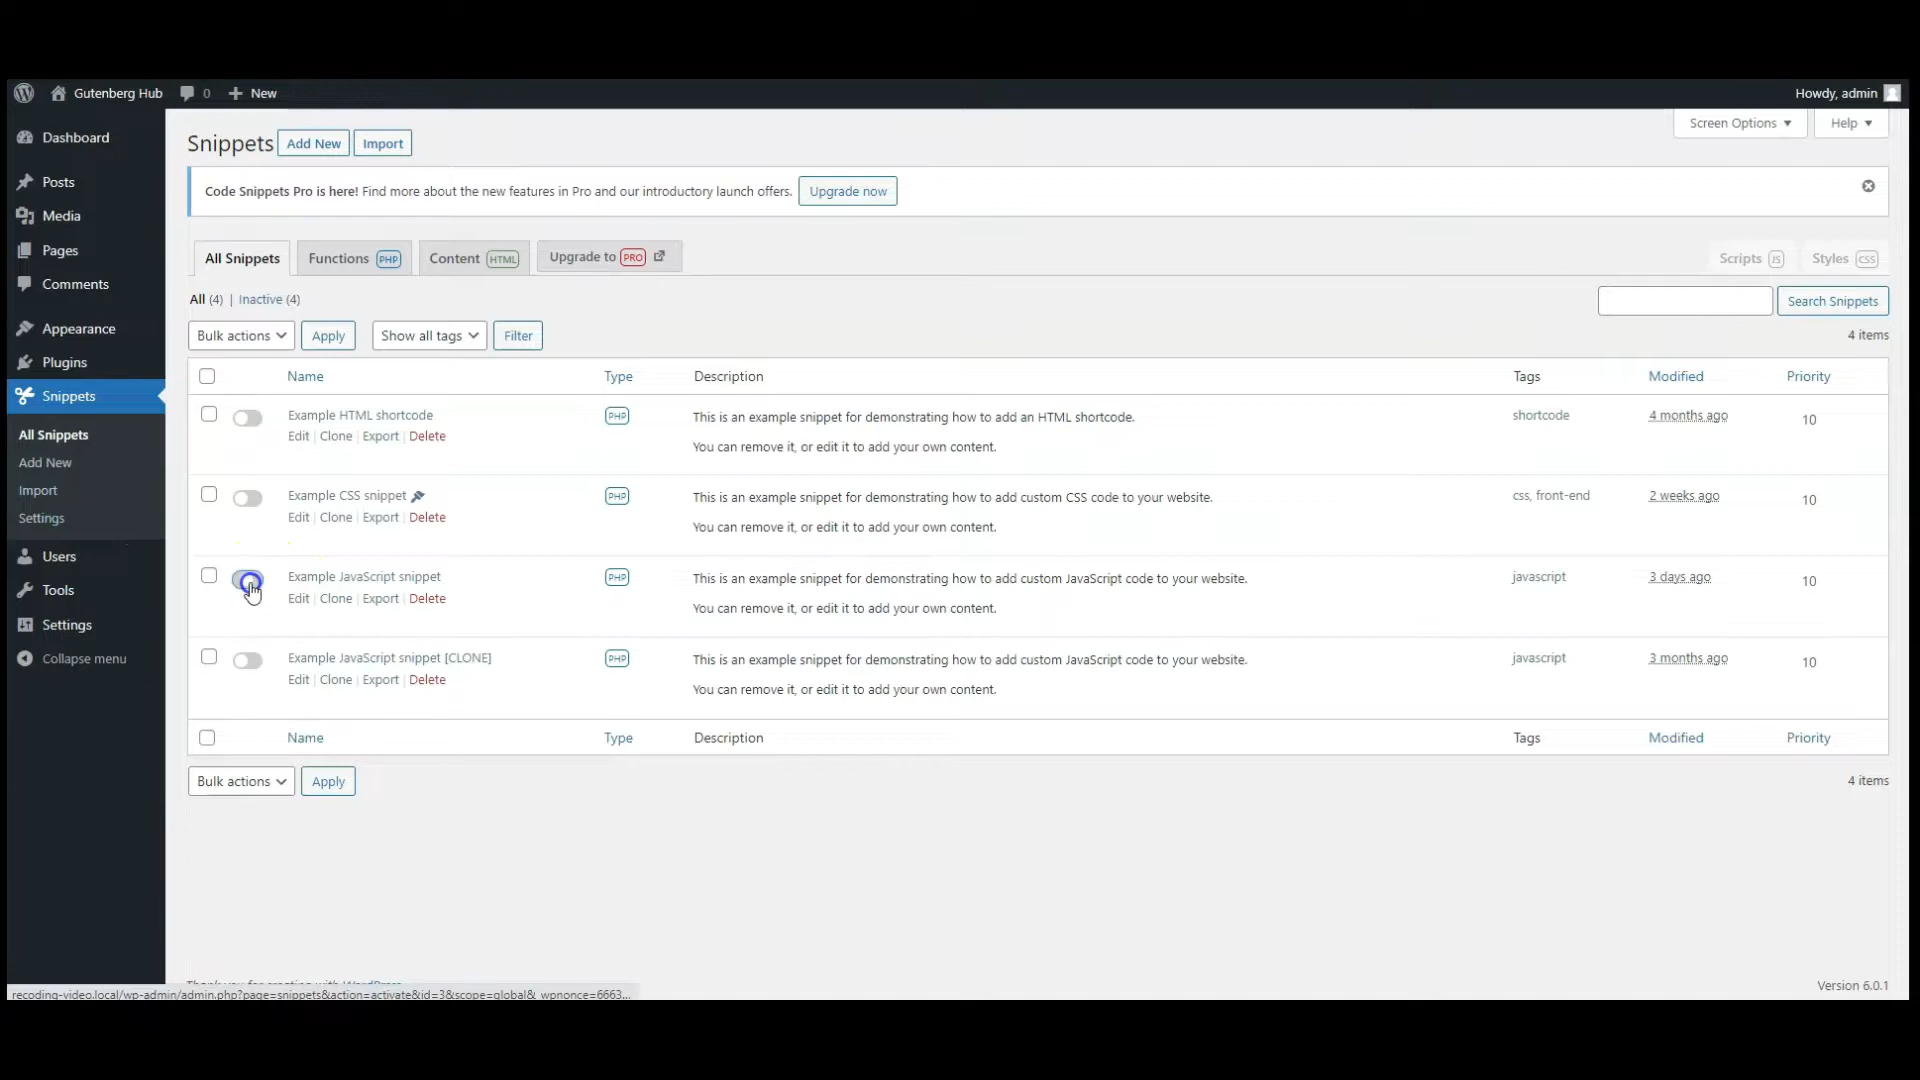 Gutenberg Hub 0 New Howdy, admin
Dashboard
Posts
Media
Pages
Comments
Appearance
Plugins
Snippets
All Snippets
Add New
Import
Settings
Users
Tools
Settings
Collapse menu
Screen Options Help
Snippets Add New Import
Code Snippets Pro is here! Find more about the new features in Pro and our introductory launch offers. Upgrade now
All Snippets Functions PHP Content HTML Upgrade to PRO Scripts JS Styles CSS
All (4) | Inactive (4)
Search Snippets
Bulk actions Apply Show all tags Filter 4 items
Name Type Description Tags Modified Priority
Example HTML shortcode PHP This is an example snippet for demonstrating how to add an HTML shortcode. shortcode 4 months ago 10
Edit | Clone | Export | Delete You can remove it, or edit it to add your own content.
Example CSS snippet PHP This is an example snippet for demonstrating how to add custom CSS code to your website. css, front-end 2 weeks ago 10
Edit | Clone | Export | Delete You can remove it, or edit it to add your own content.
Example JavaScript snippet PHP This is an example snippet for demonstrating how to add custom JavaScript code to your website. javascript 3 days ago 10
Edit | Clone | Export | Delete You can remove it, or edit it to add your own content.
Example JavaScript snippet [CLONE] PHP This is an example snippet for demonstrating how to add custom JavaScript code to your website. javascript 3 months ago 10
Edit | Clone | Export | Delete You can remove it, or edit it to add your own content.
Name Type Description Tags Modified Priority
Bulk actions Apply 4 items
Thank you for creating with WordPress Version 6.0.1
recoding-video.local/wp-admin/admin.php?page=snippets&action=activate&id=3&scope=global&_wpnonce=6663...